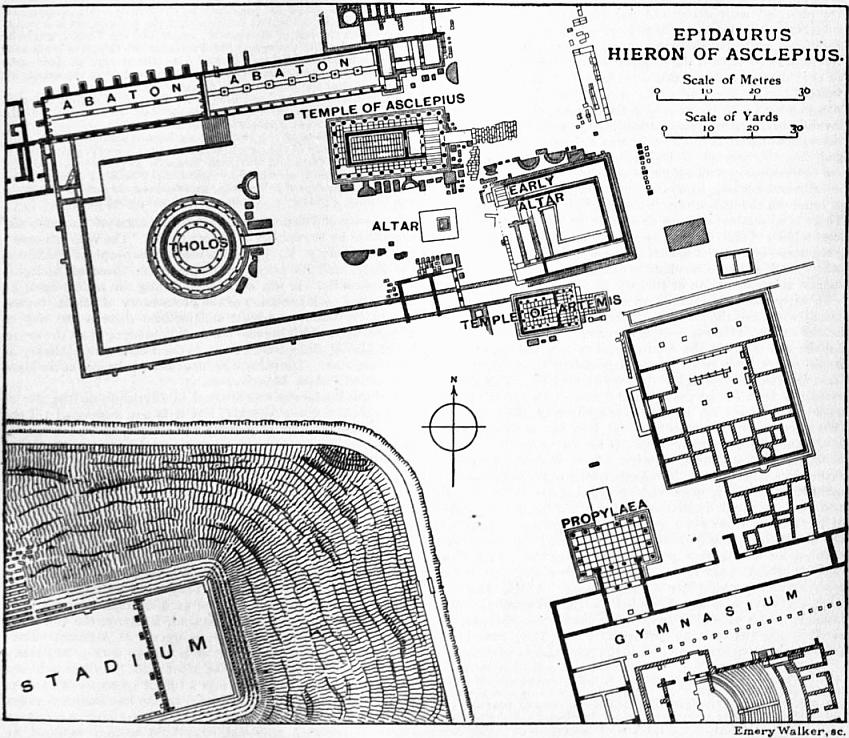 EPIDAURUS
HIERON OF ASCLEPIUS.
Scale of Metres
0 10 20 30
Scale of Yards
0 10 20 30
ABATON
ABATON
TEMPLE OF ASCLEPIUS
EARLY
ALTAR
ALTAR
THOLOS
TEMPLE OF ARTEMIS
N
PROPYLAEA
GYMNASIUM
STADIUM
Emery Walker, sc.